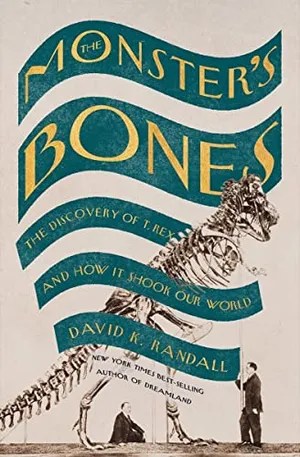 THE
MONSTER'S
BONES
THE DISCOVERY OF T. REX
AND HOW IT SHOOK OUR WORLD
DAVID K. RANDALL
NEW YORK TIMES BEST-SELLING
AUTHOR OF DREAMLAND